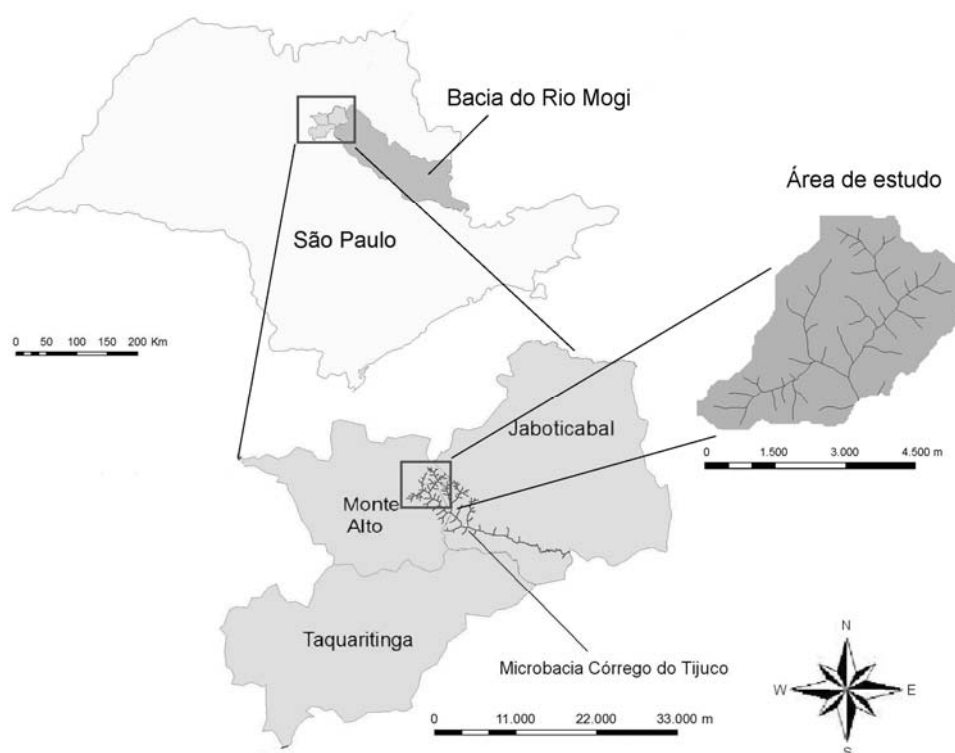 Bacia do Rio Mogi
Área de estudo
São Paulo
0 50 100 150 200 Km
Jaboticabal
0 1.500 3.000 4.500 m
Monte
Alto
Taquaritinga
Microbacia Córrego do Tijuco
0 11.000 22.000 33.000 m
N
W
E
S